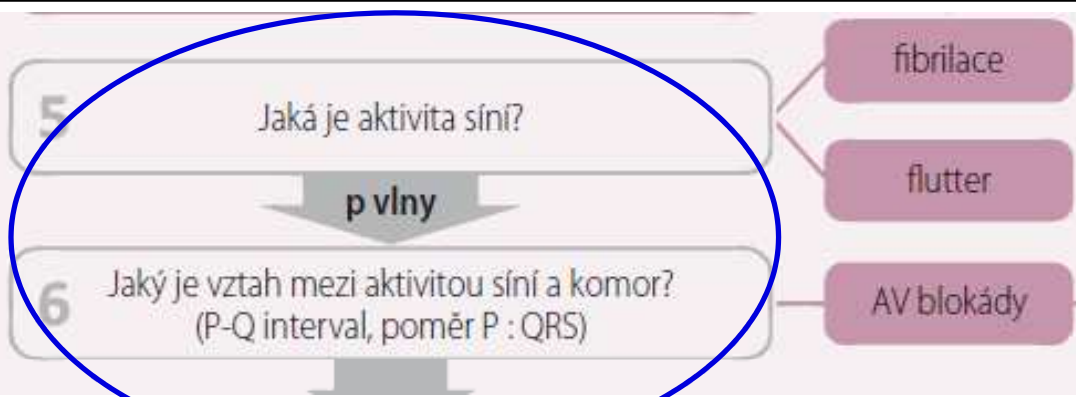 fibrilace
5
Jaká je aktivita síní?
flutter
p vlny
6
Jaký je vztah mezi aktivitou síní a komor?
(P-Q interval, poměr P : QRS)
AV blokády